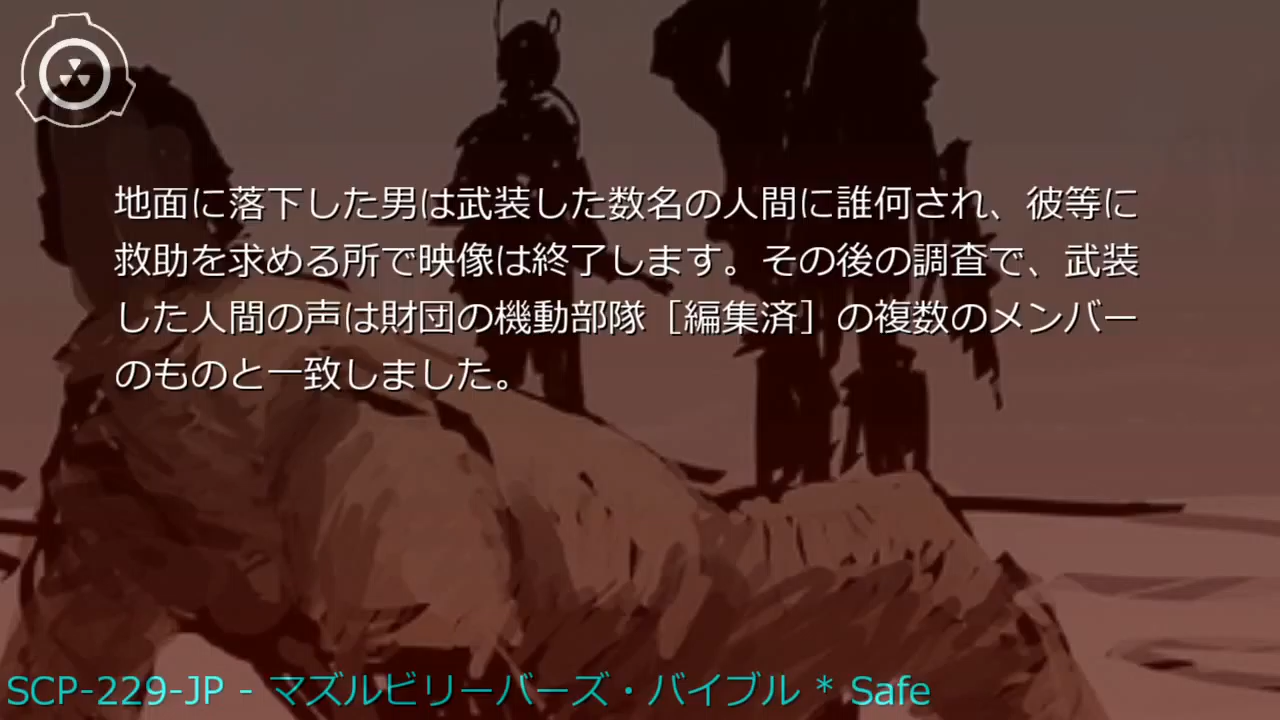 地面に落下した男は武装した数名の人間に誰何され、彼等に
救助を求める所で映像は終了します。その後の調査で、武装
した人間の声は財団の機動部隊［編集済］の複数のメンバー
のものと一致しました。
SCP-229-JP - マズルビリーバーズ・バイブル * Safe